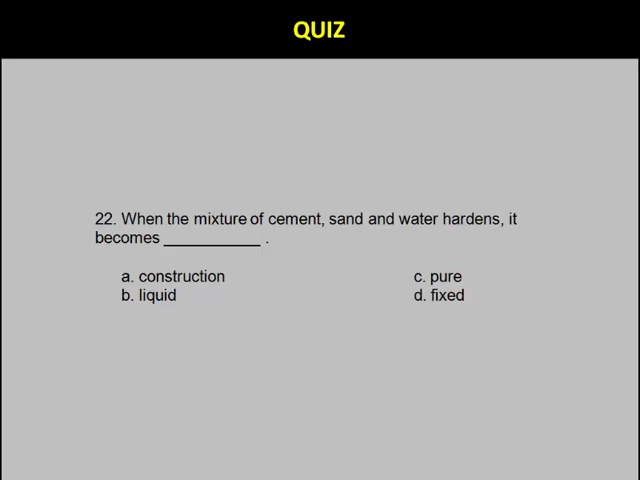 QUIZ
22. When the mixture of cement, sand and water hardens, it
becomes ___________ .
a. construction
c. pure
b. liquid
d. fixed